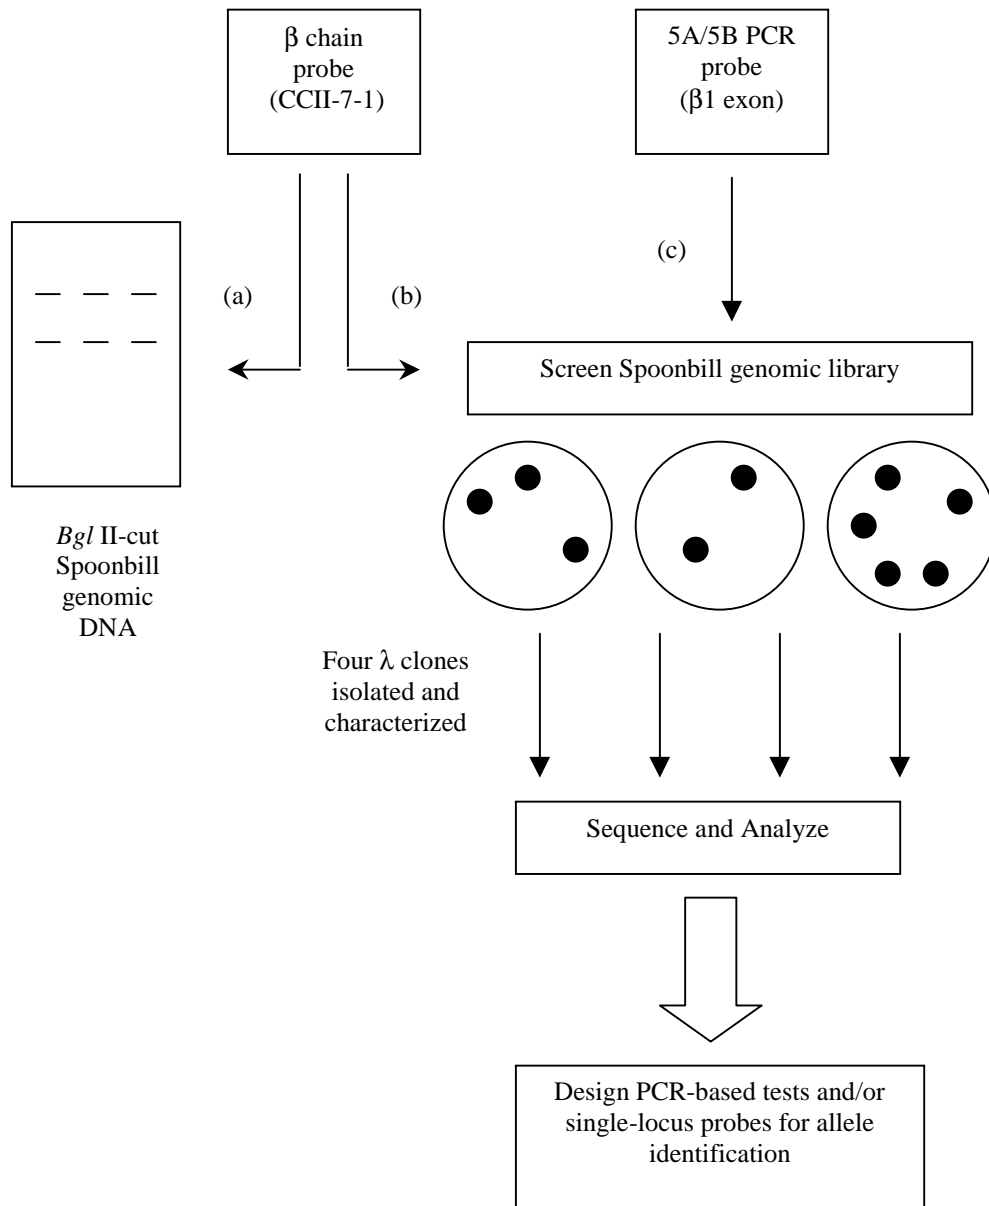 β chain
probe
(CCII-7-1)
5A/5B PCR
probe
(β1 exon)
(a)
(b)
(c)
Screen Spoonbill genomic library
Bgl II-cut
Spoonbill
genomic
DNA
Four λ clones
isolated and
characterized
Sequence and Analyze
Design PCR-based tests and/or
single-locus probes for allele
identification